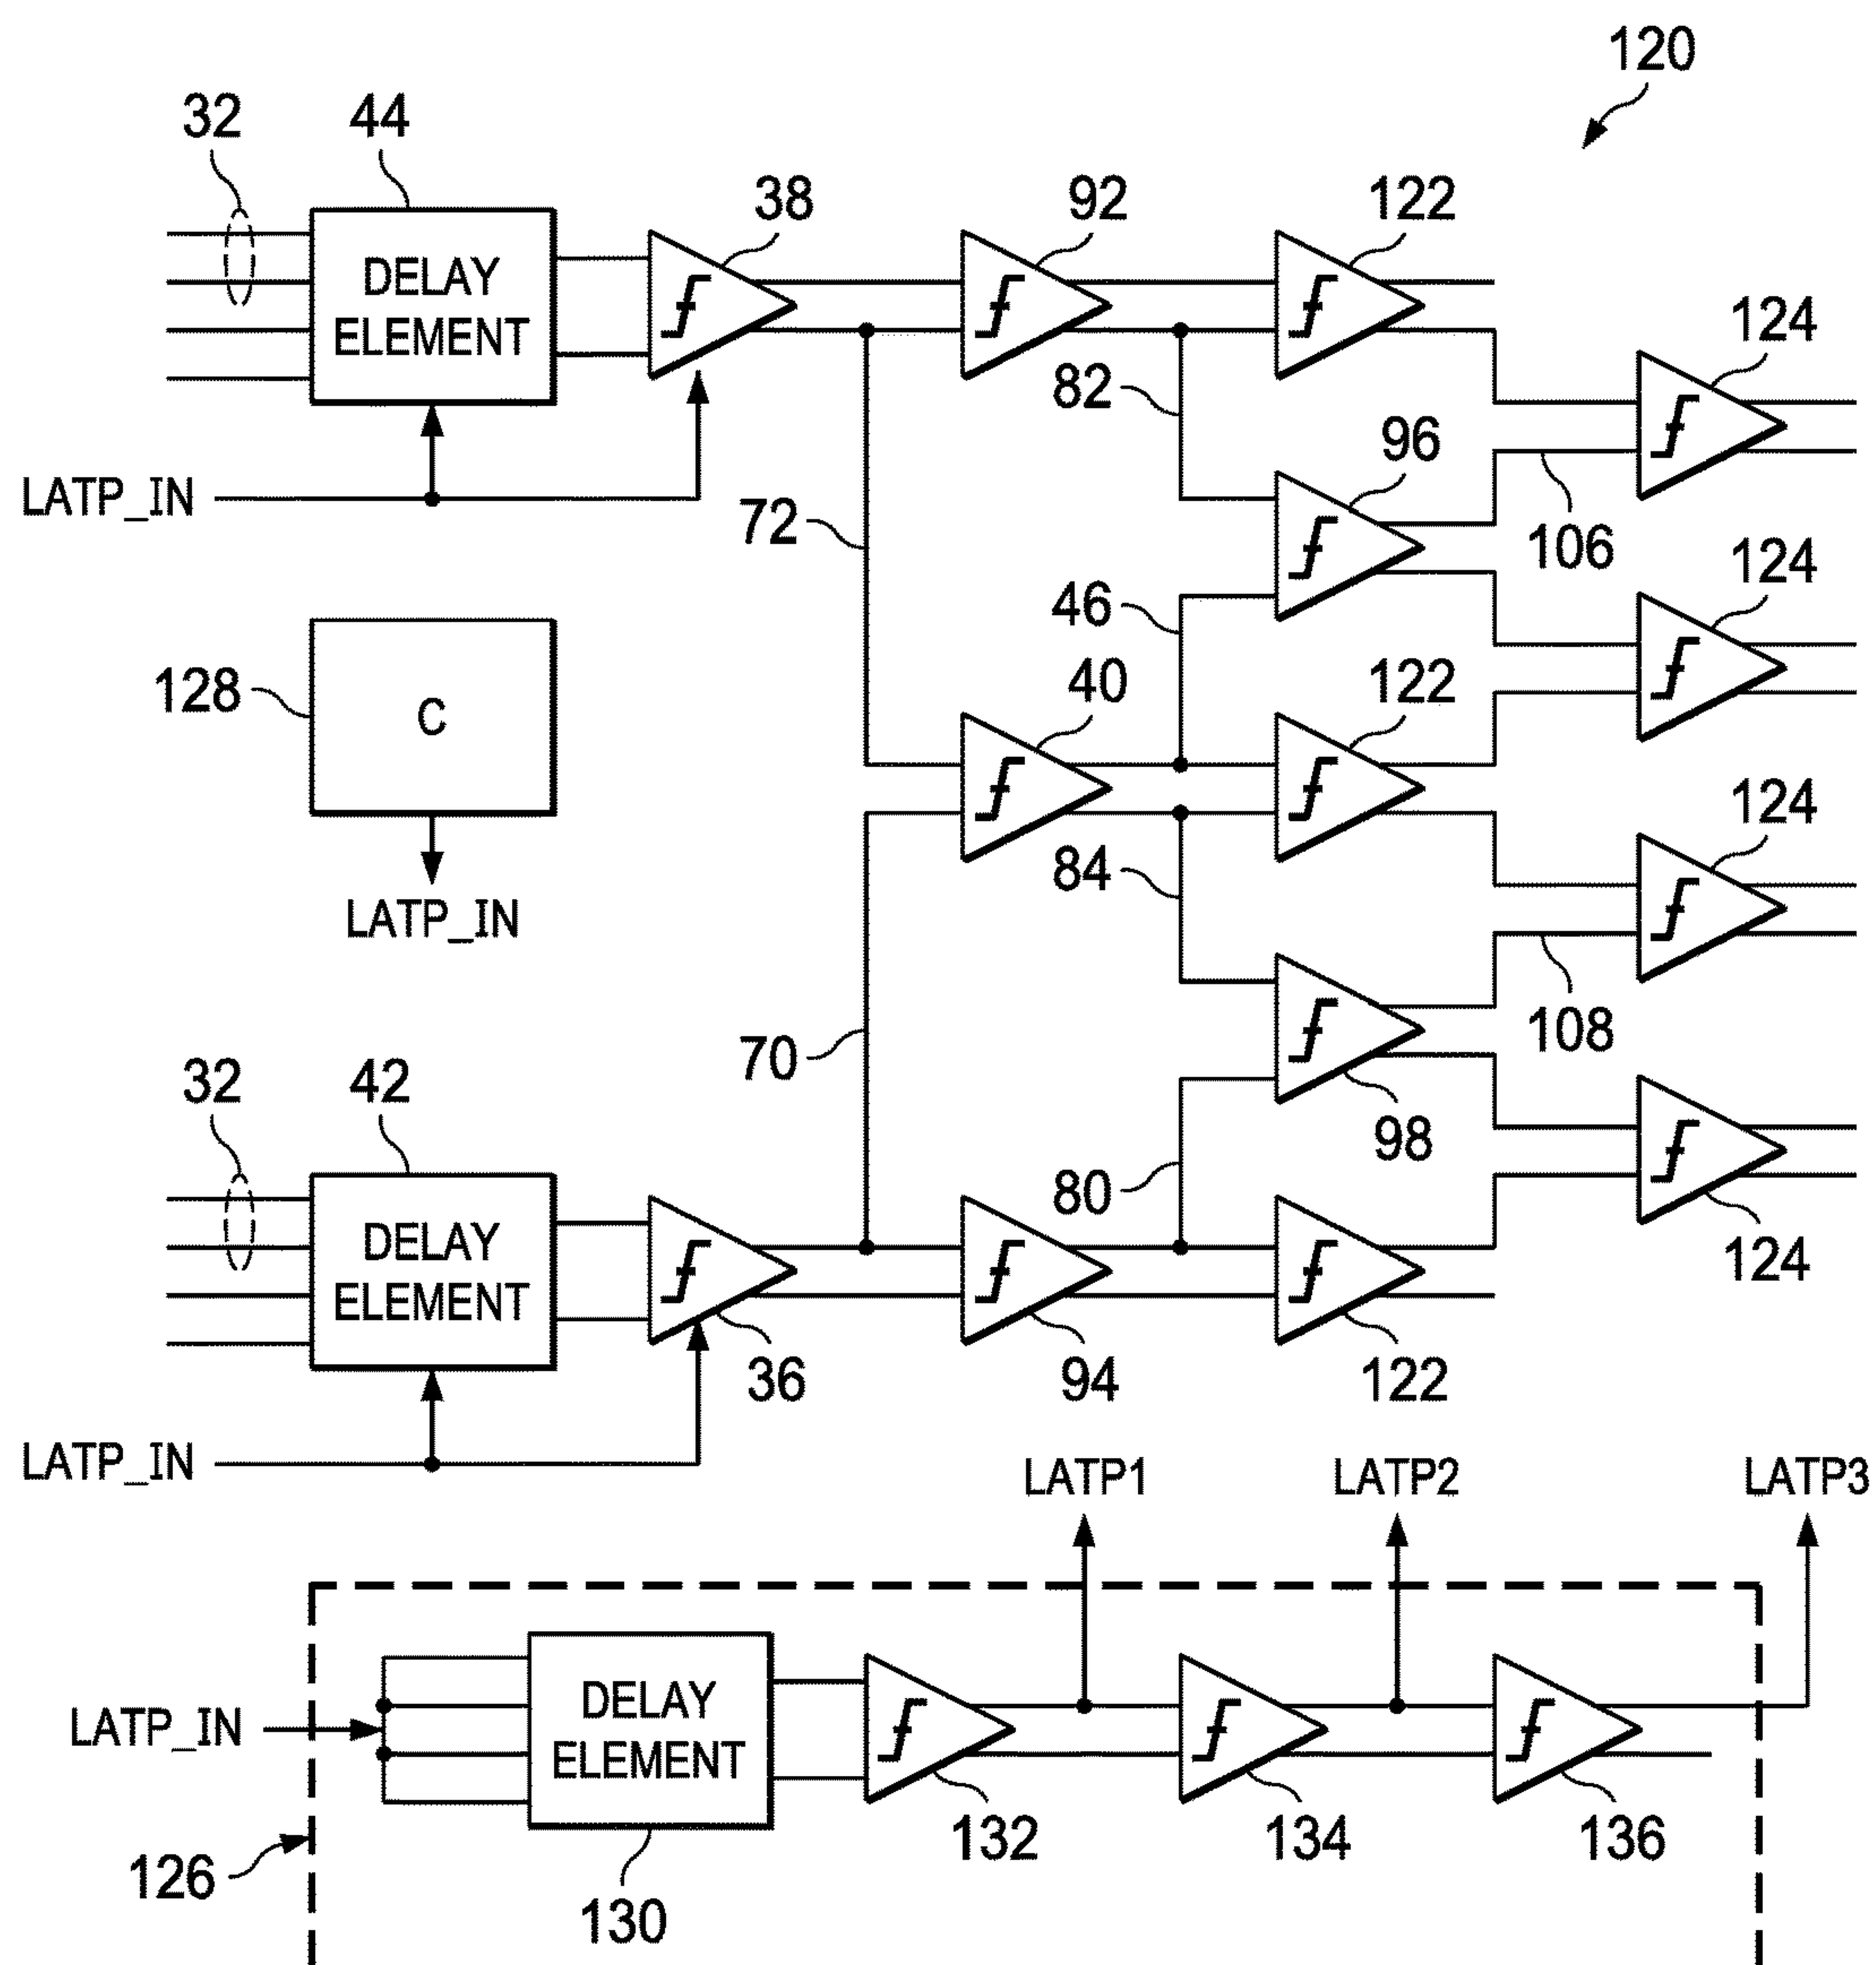 120
32
44
38
92
122
DELAY
ELEMENT
124
82
96
LATP_IN
72
106
124
46
128
C
40
122
LATP_IN
84
124
70
108
32
42
98
80
DELAY
ELEMENT
124
36
94
122
LATP_IN
LATP1
LATP2
LATP3
LATP_IN
DELAY
ELEMENT
132
134
136
126
130